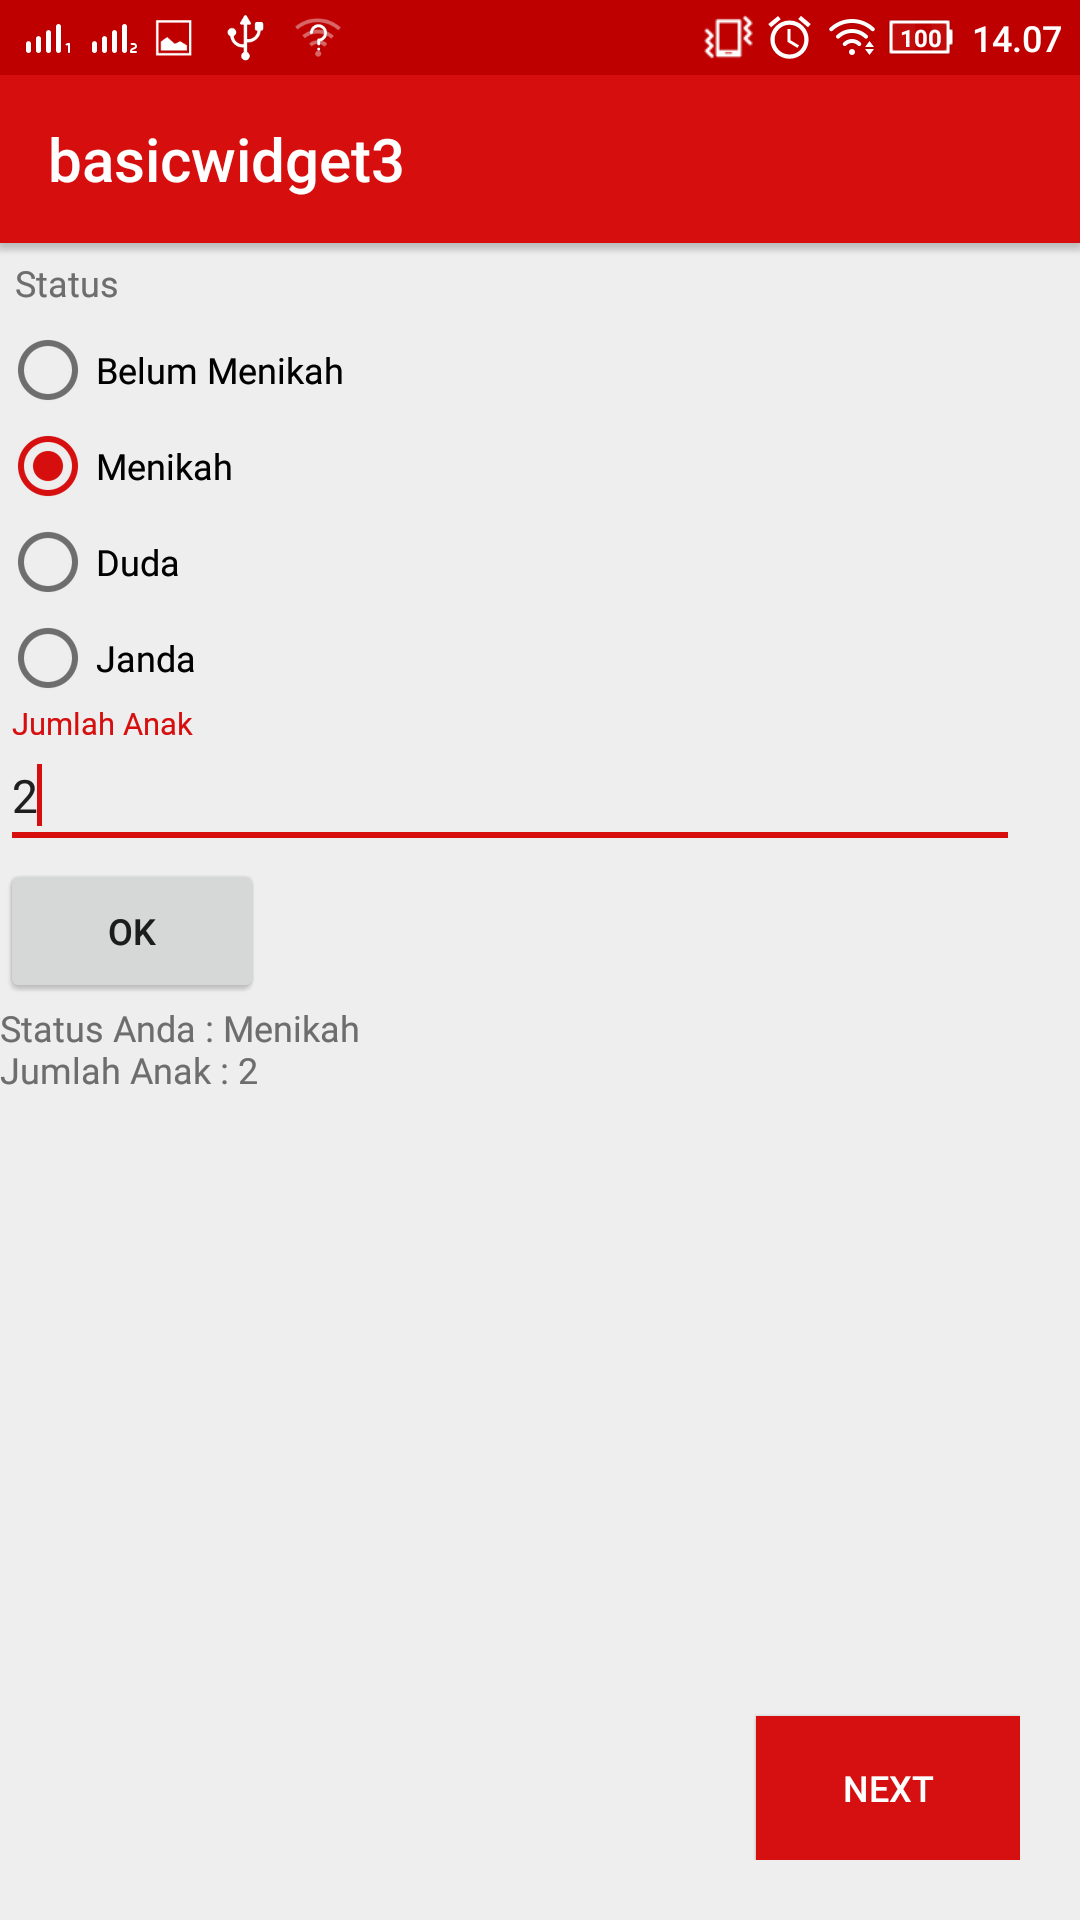 14.07
100
basicwidget3
Status
Belum Menikah
Menikah
Duda
Janda
Jumlah Anak
2
OK
Status Anda : Menikah
Jumlah Anak : 2
NEXT